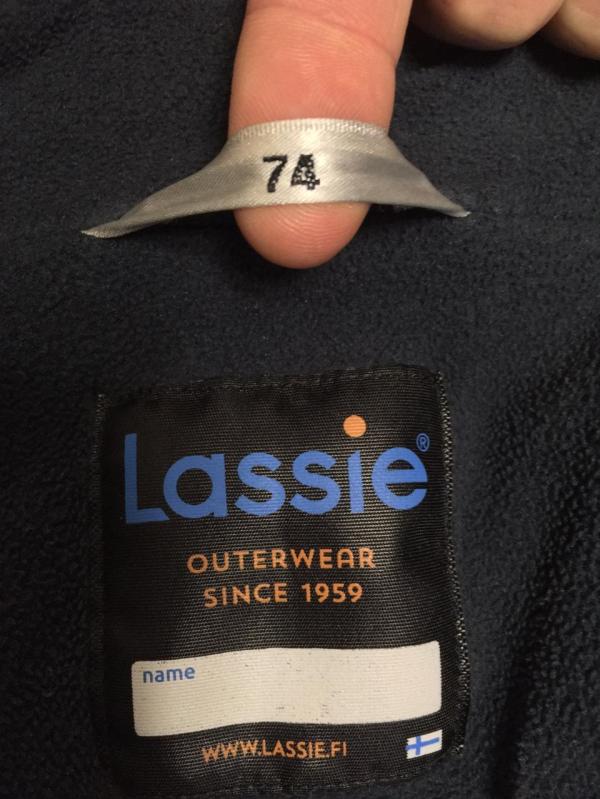 74
Lassie®
OUTERWEAR
SINCE 1959
name
WWW.LASSIE.FI